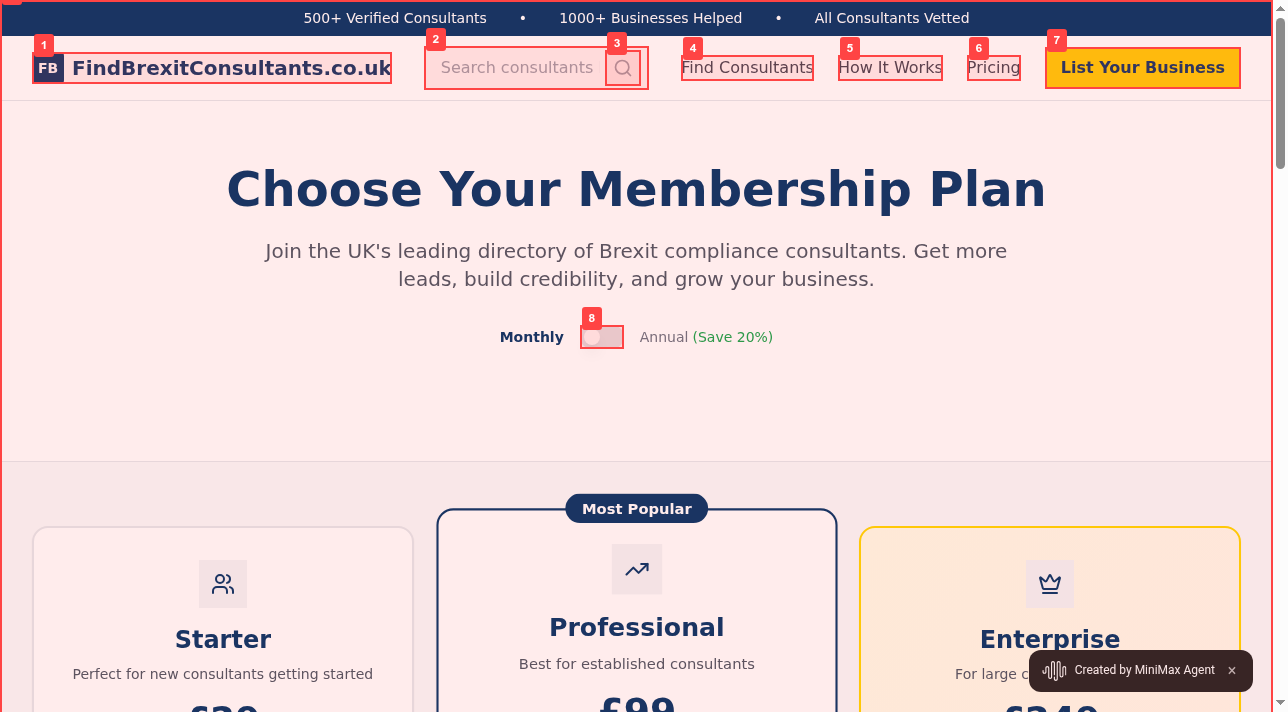 500+ Verified Consultants • 1000+ Businesses Helped • All Consultants Vetted
1 2 3 4 5 6 7
FB FindBrexitConsultants.co.uk Search consultants Find Consultants How It Works Pricing List Your Business
Choose Your Membership Plan
Join the UK's leading directory of Brexit compliance consultants. Get more
leads, build credibility, and grow your business.
8
Monthly Annual (Save 20%)
Most Popular
Starter
Perfect for new consultants getting started
Professional
Best for established consultants
£99
Enterprise
For large
Created by MiniMax Agent ×